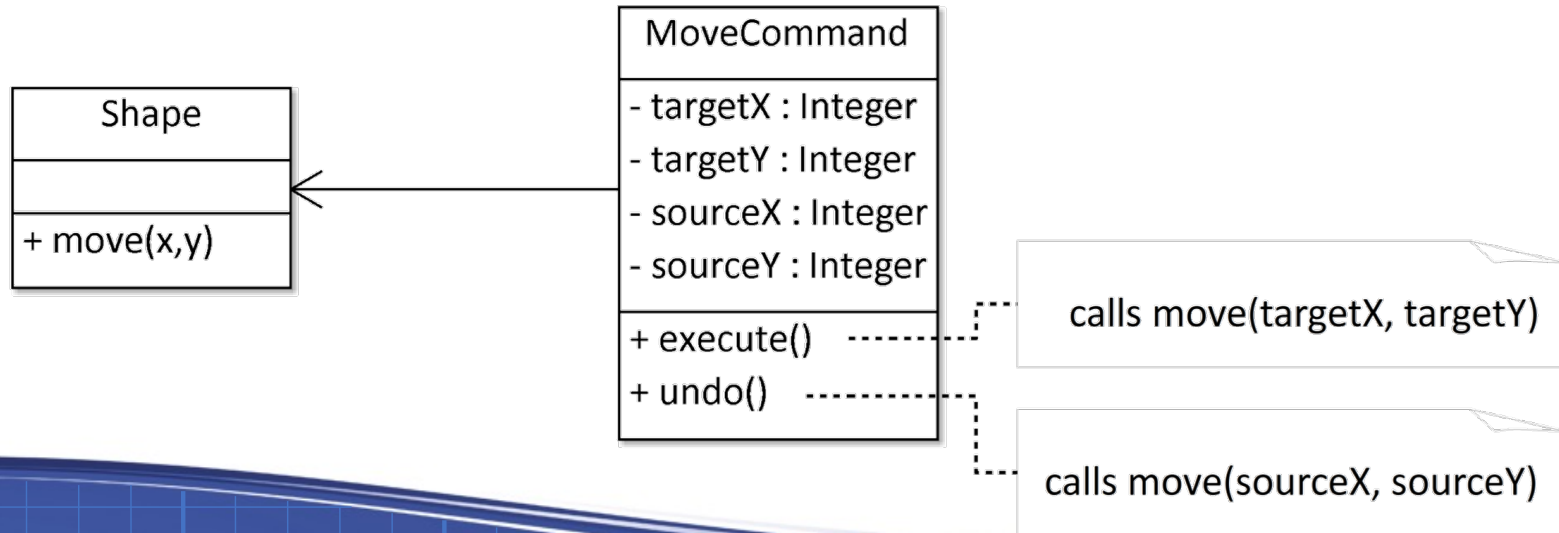 Shape
+ move(x,y)
MoveCommand
- targetX : Integer
- targetY : Integer
- sourceX : Integer
- sourceY : Integer
+ execute()
+ undo()
calls move(targetX, targetY)
calls move(sourceX, sourceY)